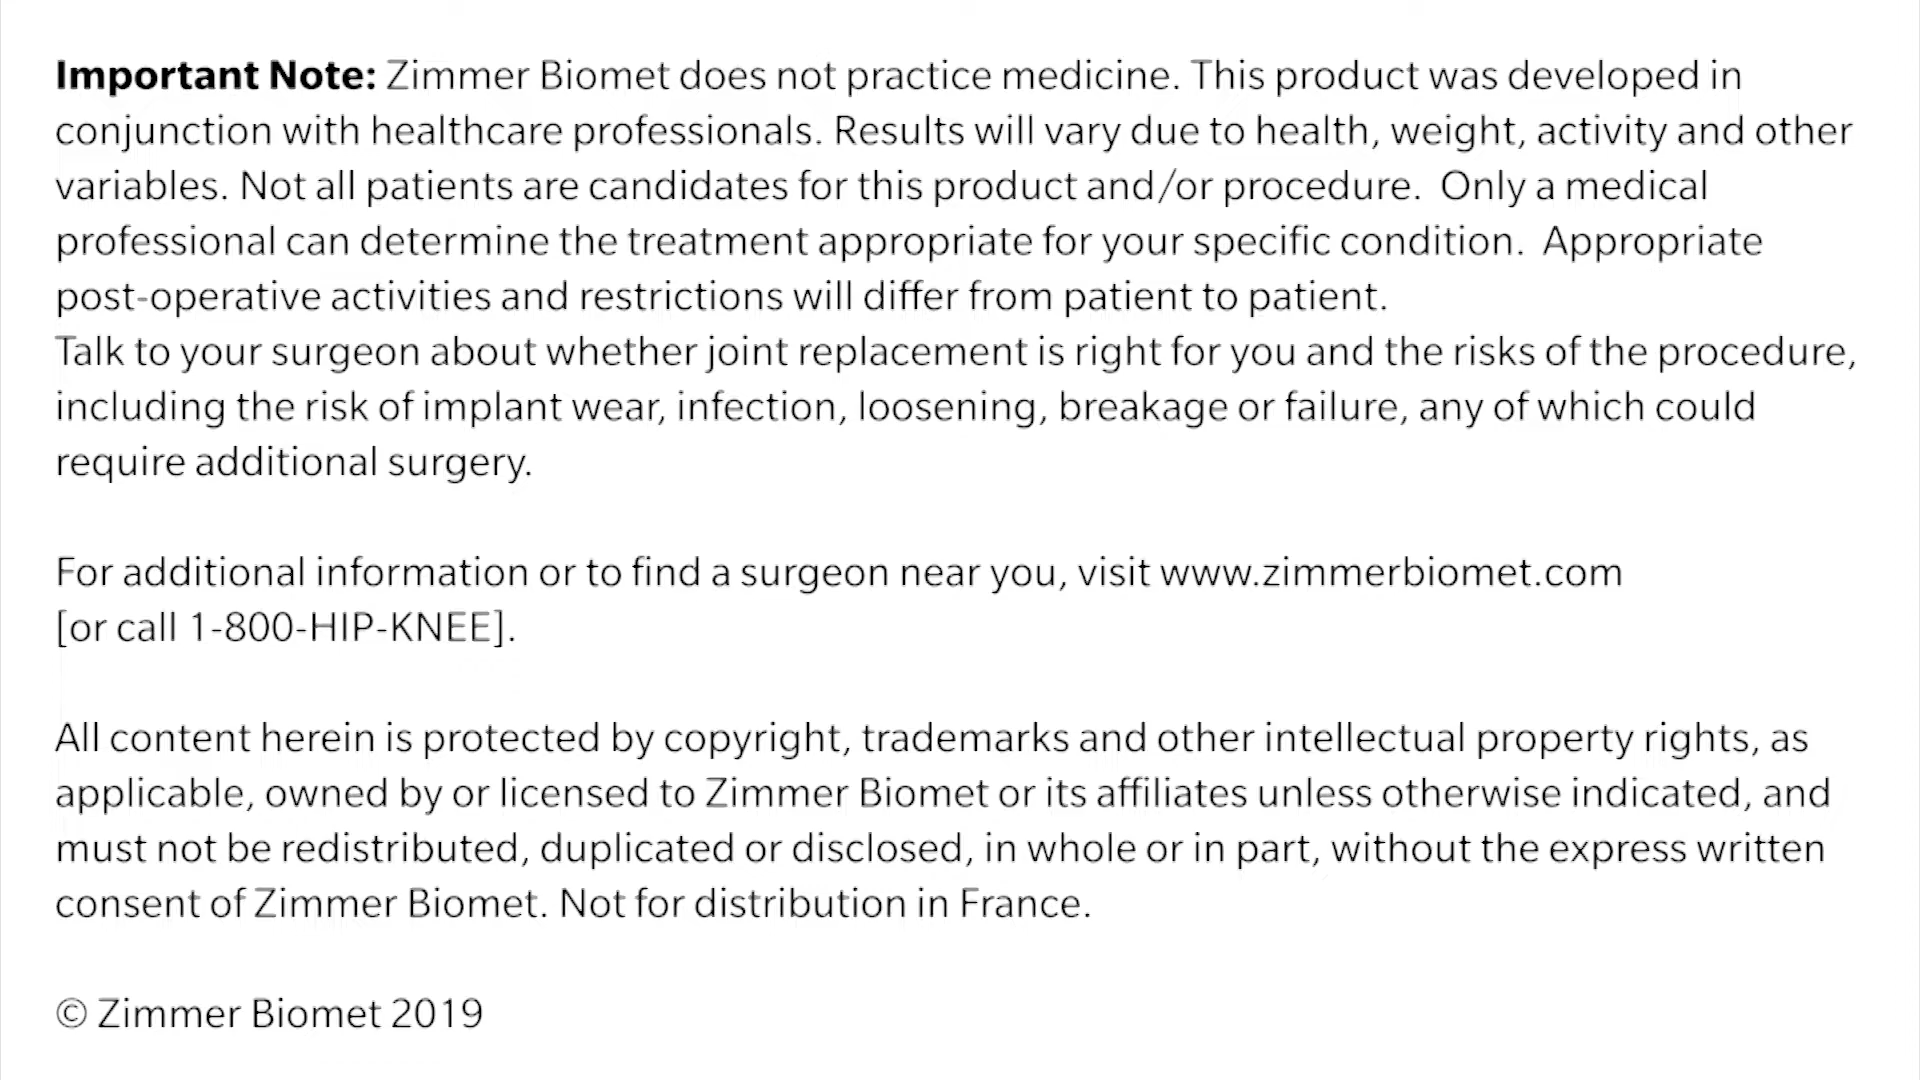 Important Note: Zimmer Biomet does not practice medicine. This product was developed in
conjunction with healthcare professionals. Results will vary due to health, weight, activity and other
variables. Not all patients are candidates for this product and/or procedure.  Only a medical
professional can determine the treatment appropriate for your specific condition.  Appropriate
post-operative activities and restrictions will differ from patient to patient.
Talk to your surgeon about whether joint replacement is right for you and the risks of the procedure,
including the risk of implant wear, infection, loosening, breakage or failure, any of which could
require additional surgery.
For additional information or to find a surgeon near you, visit www.zimmerbiomet.com
[or call 1-800-HIP-KNEE].
All content herein is protected by copyright, trademarks and other intellectual property rights, as
applicable, owned by or licensed to Zimmer Biomet or its affiliates unless otherwise indicated, and
must not be redistributed, duplicated or disclosed, in whole or in part, without the express written
consent of Zimmer Biomet. Not for distribution in France.
© Zimmer Biomet 2019